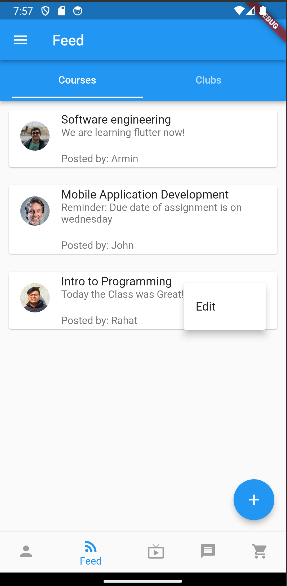 7:57
DEBUG
Feed
Courses
Clubs
Software engineering
We are learning flutter now!
Posted by: Armin
Mobile Application Development
Reminder: Due date of assignment is on
wednesday
Posted by: John
Intro to Programming
Today the Class was Great!
Posted by: Rahat
Edit
Feed